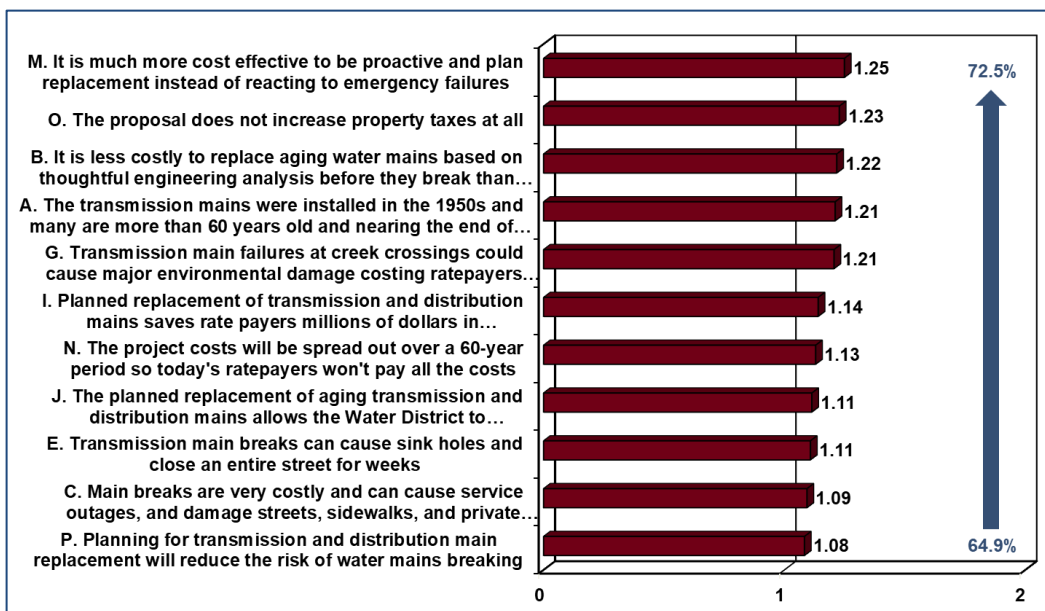 M. It is much more cost effective to be proactive and plan
replacement instead of reacting to emergency failures
1.25
72.5%
O. The proposal does not increase property taxes at all
1.23
B. It is less costly to replace aging water mains based on
thoughtful engineering analysis before they break than…
1.22
A. The transmission mains were installed in the 1950s and
many are more than 60 years old and nearing the end of…
1.21
G. Transmission main failures at creek crossings could
cause major environmental damage costing ratepayers…
1.21
I. Planned replacement of transmission and distribution
mains saves rate payers millions of dollars in…
1.14
N. The project costs will be spread out over a 60-year
period so today's ratepayers won't pay all the costs
1.13
J. The planned replacement of aging transmission and
distribution mains allows the Water District to…
1.11
E. Transmission main breaks can cause sink holes and
close an entire street for weeks
1.11
C. Main breaks are very costly and can cause service
outages, and damage streets, sidewalks, and private…
1.09
P. Planning for transmission and distribution main
replacement will reduce the risk of water mains breaking
1.08
64.9%
0 1 2